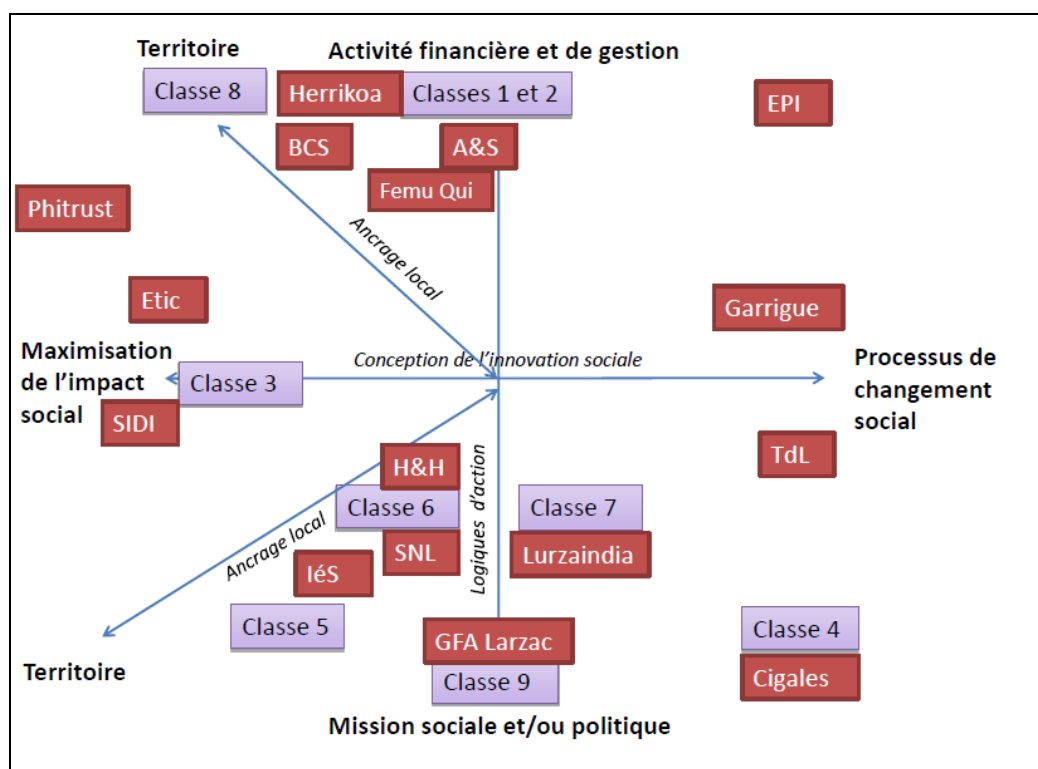 Territoire
Activité financière et de gestion
Classe 8
Herrikoa
Classes 1 et 2
EPI
BCS
A&S
Femu Qui
Phitrust
Ancrage local
Etic
Garrigue
Maximisation
de l'impact
social
Conception de l'innovation sociale
Processus de
changement
social
Classe 3
SIDI
H&H
TdL
Classe 6
Classe 7
Logiques d'action
Ancrage local
SNL
Lurzaindia
IéS
Classe 5
GFA Larzac
Classe 4
Territoire
Classe 9
Cigales
Mission sociale et/ou politique